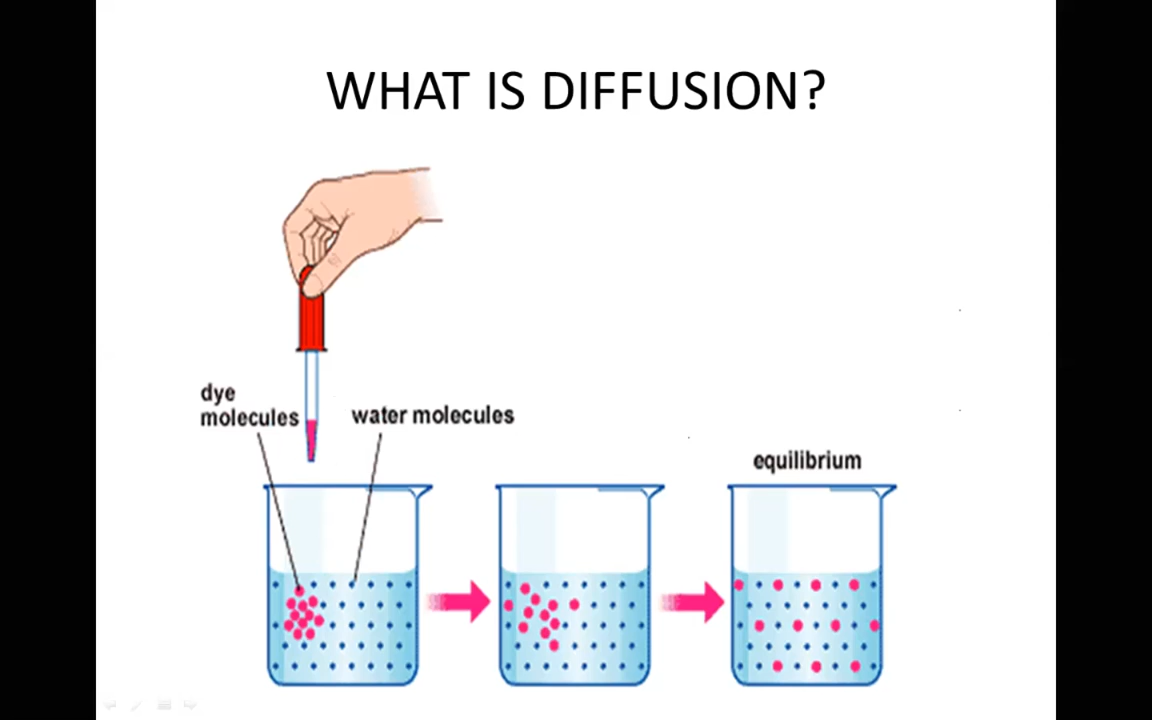 WHAT IS DIFFUSION?
dye
molecules
water molecules
equilibrium